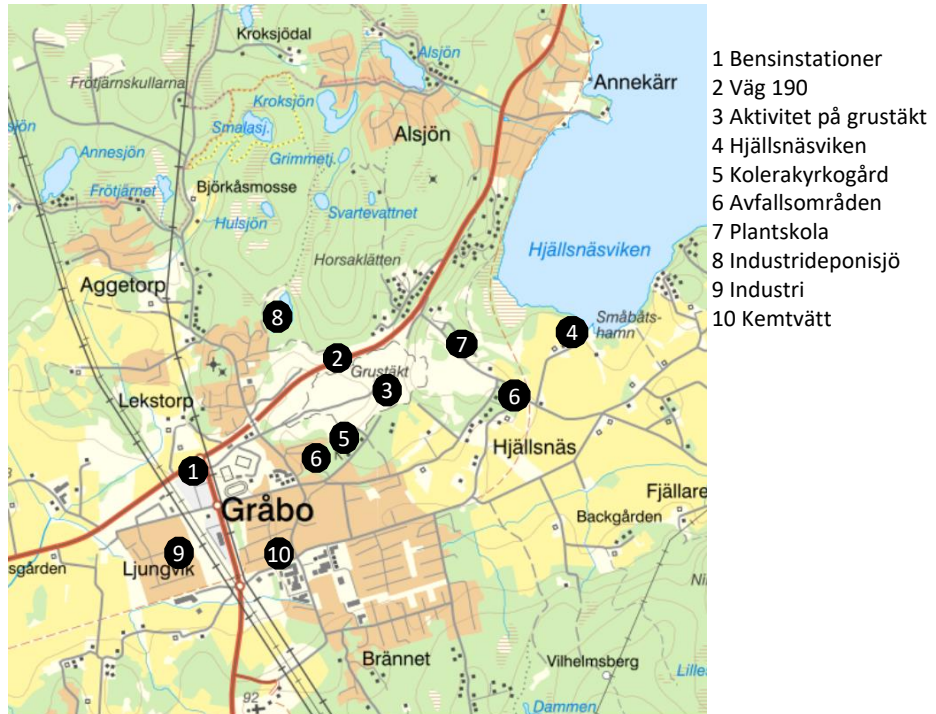 Kroksjödal
Alsjön
Frötjärnskullarna
Annekärr
Kroksjön
Smalasj.
Alsjön
sjön
Annesjön
Grimmetj.
Frötjärnet
Björkåsmosse
Svartevattnet
Hulsjön
Hjällsnäsviken
Horsaklätten
Aggetorp
8
Småbåts-
hamn
4
7
2
Grustäkt
3
6
Lekstorp
5
Hjällsnäs
6
1
Fjällare
Gråbo
Backgården
9
10
sgården
Ljungvik
Brännet
Vilhelmsberg
92
Dammen
1 Bensinstationer
2 Väg 190
3 Aktivitet på grustäkt
4 Hjällsnäsviken
5 Kolerakyrkogård
6 Avfallsområden
7 Plantskola
8 Industrideponisjö
9 Industri
10 Kemtvätt